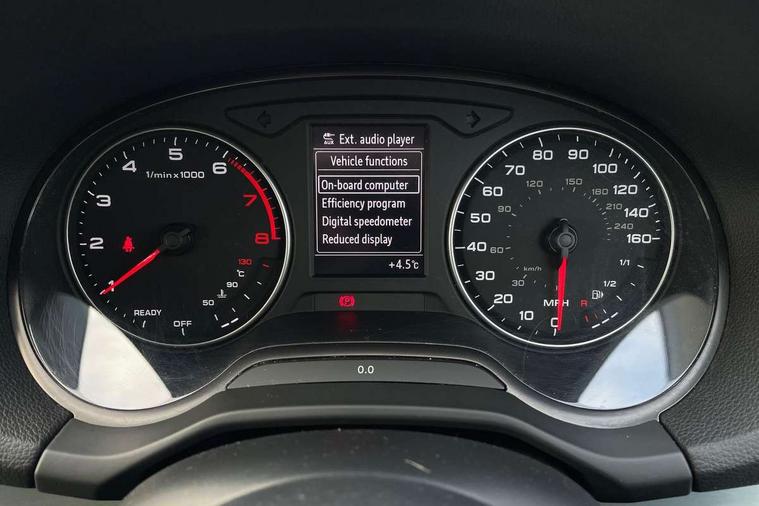 AUX Ext. audio player
Vehicle functions
On-board computer
Efficiency program
Digital speedometer
Reduced display
+4.5°C
1/min x 1000
1
2
3
4
5
6
7
8
READY
OFF
50
90
°C
130
P
0.0
0
10
20
30
40
50
60
70
80
90
100
120
140
160
MPH
km/h
30
60
90
120
150
180
210
240
1/1
1/2
R